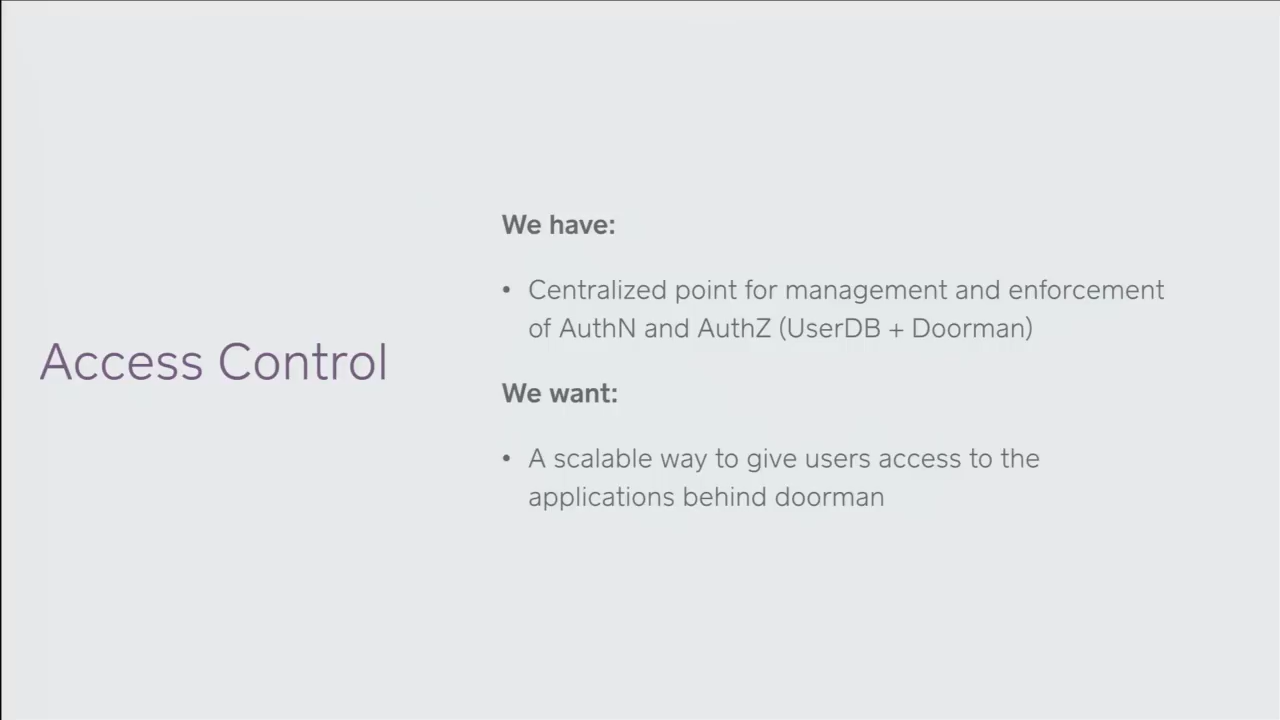 Access Control
We have:
• Centralized point for management and enforcement
of AuthN and AuthZ (UserDB + Doorman)
We want:
• A scalable way to give users access to the
applications behind doorman